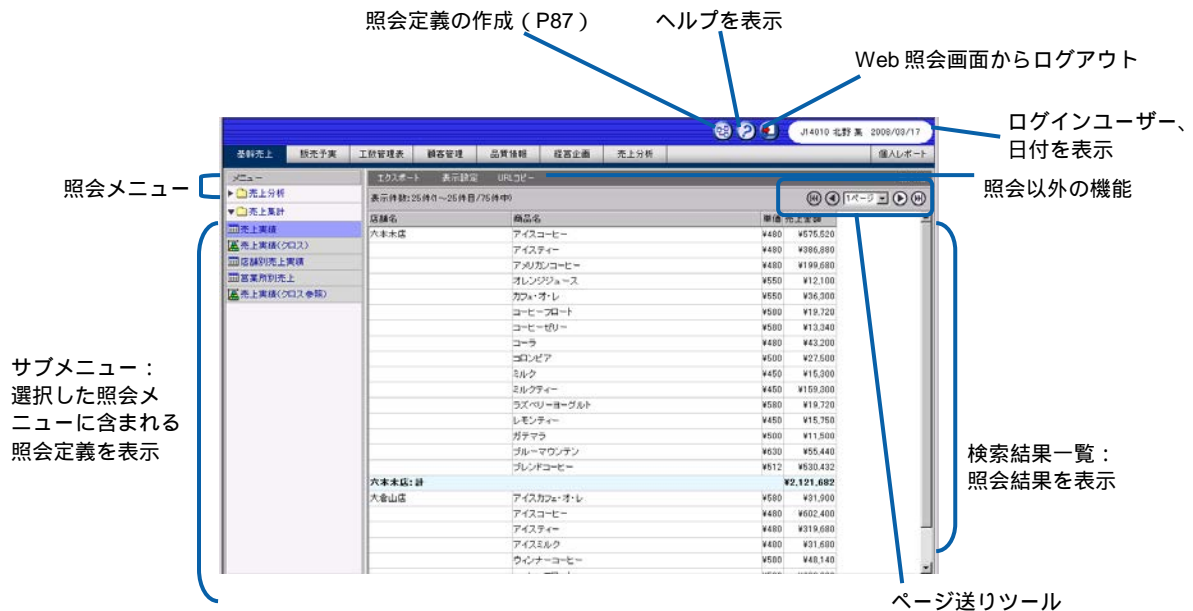 照会定義の作成（P87）
ヘルプを表示
Web 照会画面からログアウト
ログインユーザー、
日付を表示
照会メニュー
照会以外の機能
J14010 北野 薫 2008/03/17
基幹売上 販売予実 工数管理表 顧客管理 品質情報 経営企画 売上分析 個人レポート
メニュー
エクスポート 表示設定 URLコピー
売上分析
表示件数:25件(1～25件目/75件中)
1ページ
売上集計
売上実績
売上実績(クロス)
店舗別売上実績
営業所別売上
売上実績(クロス参照)
店舗名 商品名 単価 売上金額
六本木店 アイスコーヒー ¥480 ¥575,520
アイスティー ¥480 ¥386,880
アメリカンコーヒー ¥480 ¥199,680
オレンジジュース ¥550 ¥12,100
カフェ・オ・レ ¥550 ¥36,300
コーヒーフロート ¥580 ¥19,720
コーヒーゼリー ¥580 ¥13,340
コーラ ¥480 ¥43,200
コロンビア ¥500 ¥27,500
ミルク ¥450 ¥15,300
ミルクティー ¥450 ¥159,300
ラズベリーヨーグルト ¥580 ¥19,720
レモンティー ¥450 ¥15,750
ガテマラ ¥500 ¥11,500
ブルーマウンテン ¥630 ¥55,440
ブレンドコーヒー ¥512 ¥530,432
六本木店:計 ¥2,121,682
大倉山店 アイスカフェ・オ・レ ¥580 ¥31,900
アイスコーヒー ¥480 ¥602,400
アイスティー ¥480 ¥319,680
アイスミルク ¥480 ¥31,680
ウィンナーコーヒー ¥580 ¥48,140
サブメニュー：
選択した照会メ
ニューに含まれる
照会定義を表示
検索結果一覧：
照会結果を表示
ページ送りツール